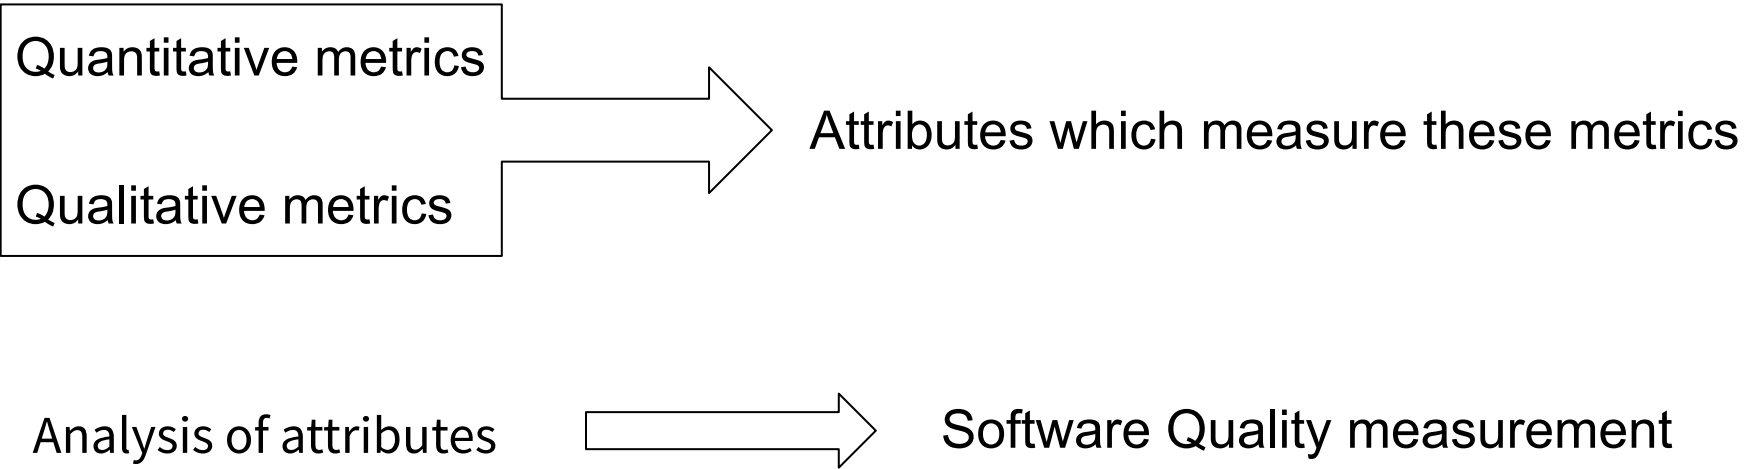 Quantitative metrics
Attributes which measure these metrics
Qualitative metrics
Analysis of attributes
Software Quality measurement